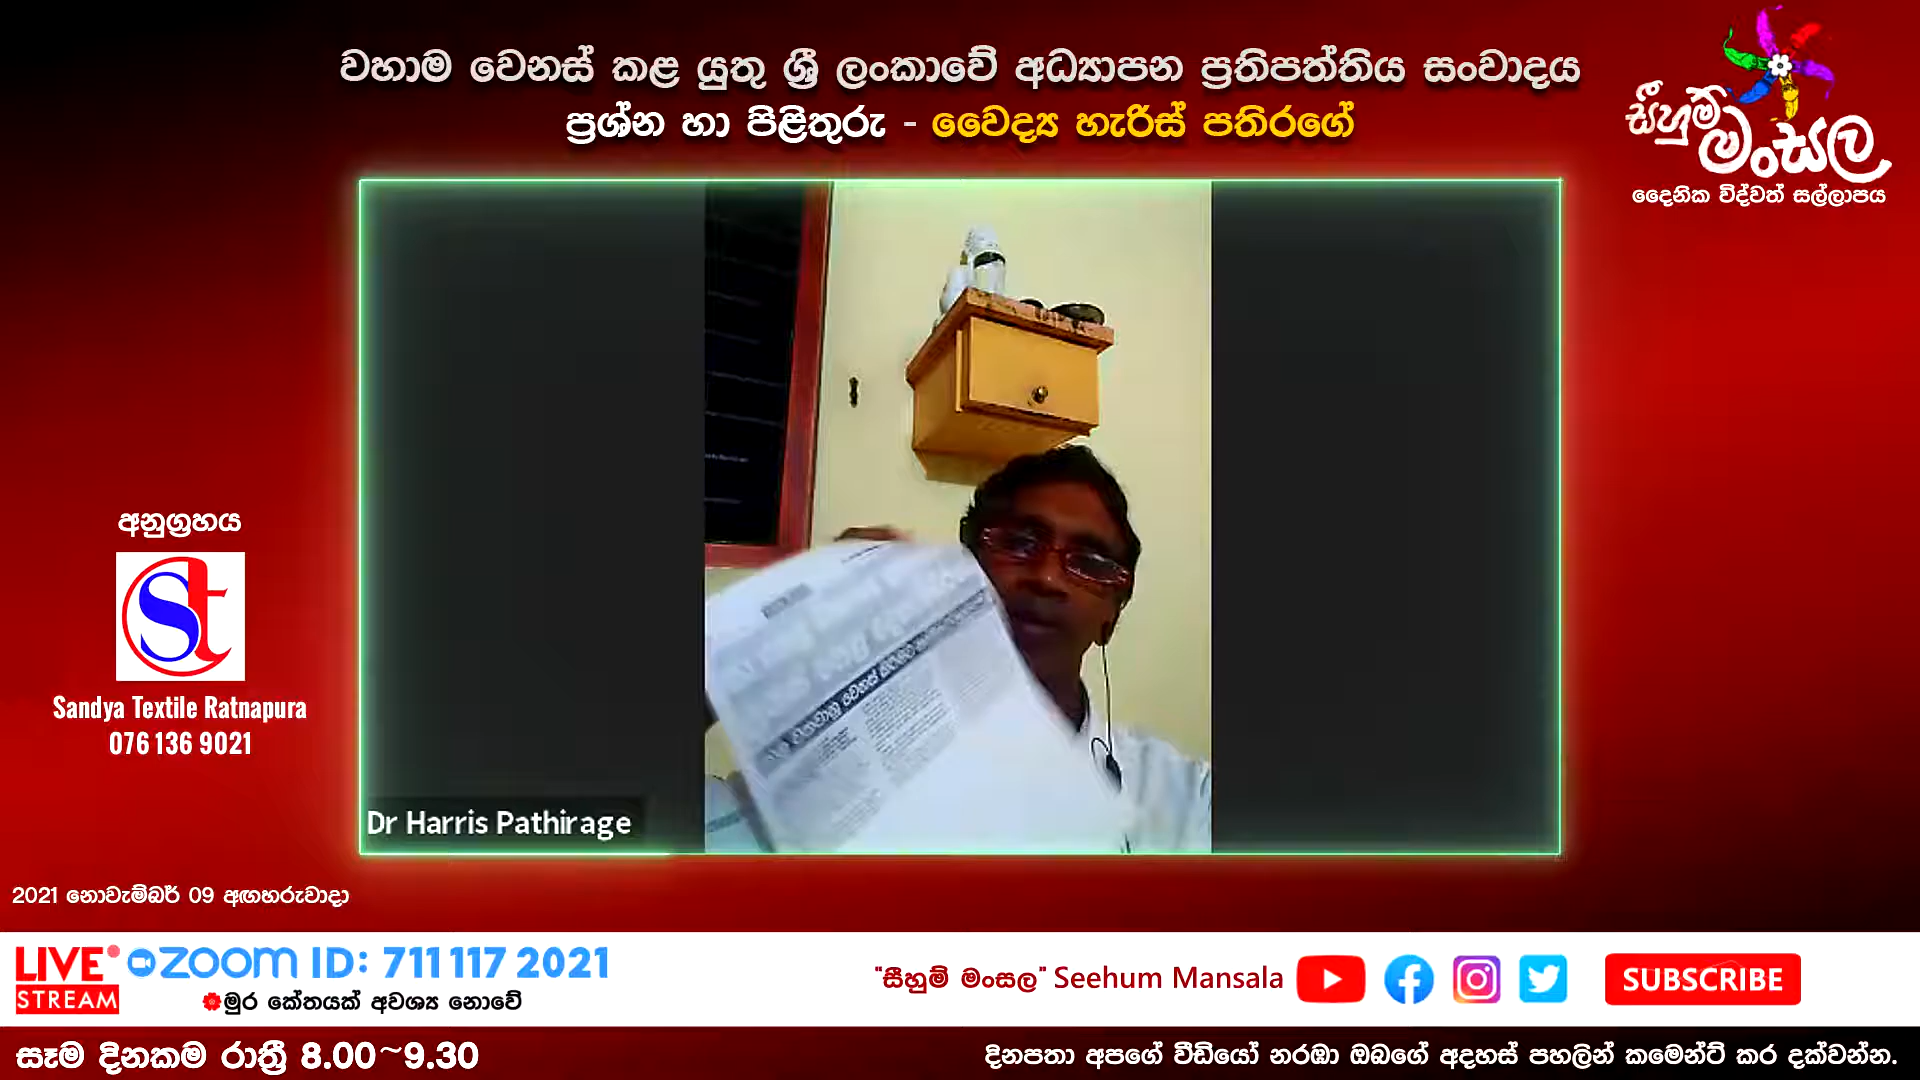 වහාම වෙනස් කළ යුතු ශ්‍රී ලංකාවේ අධ්‍යාපන ප්‍රතිපත්තිය සංවාදය
ප්‍රශ්න හා පිළිතුරු - වෛද්‍ය හැරිස් පතිරගේ
සීහුම් මංසල
දෛනික විද්වත් සල්ලාපය
අනුග්‍රහය
St
Sandya Textile Ratnapura
076 136 9021
Dr Harris Pathirage
2021 නොවැම්බර් 09 අඟහරුවාදා
LIVE STREAM
zoom ID: 711 117 2021
මුර කේතයක් අවශ්‍ය නොවේ
"සීහුම් මංසල" Seehum Mansala
SUBSCRIBE
සෑම දිනකම රාත්‍රී 8.00~9.30
දිනපතා අපගේ වීඩියෝ නරඹා ඔබගේ අදහස් පහලින් කමෙන්ට් කර දක්වන්න.